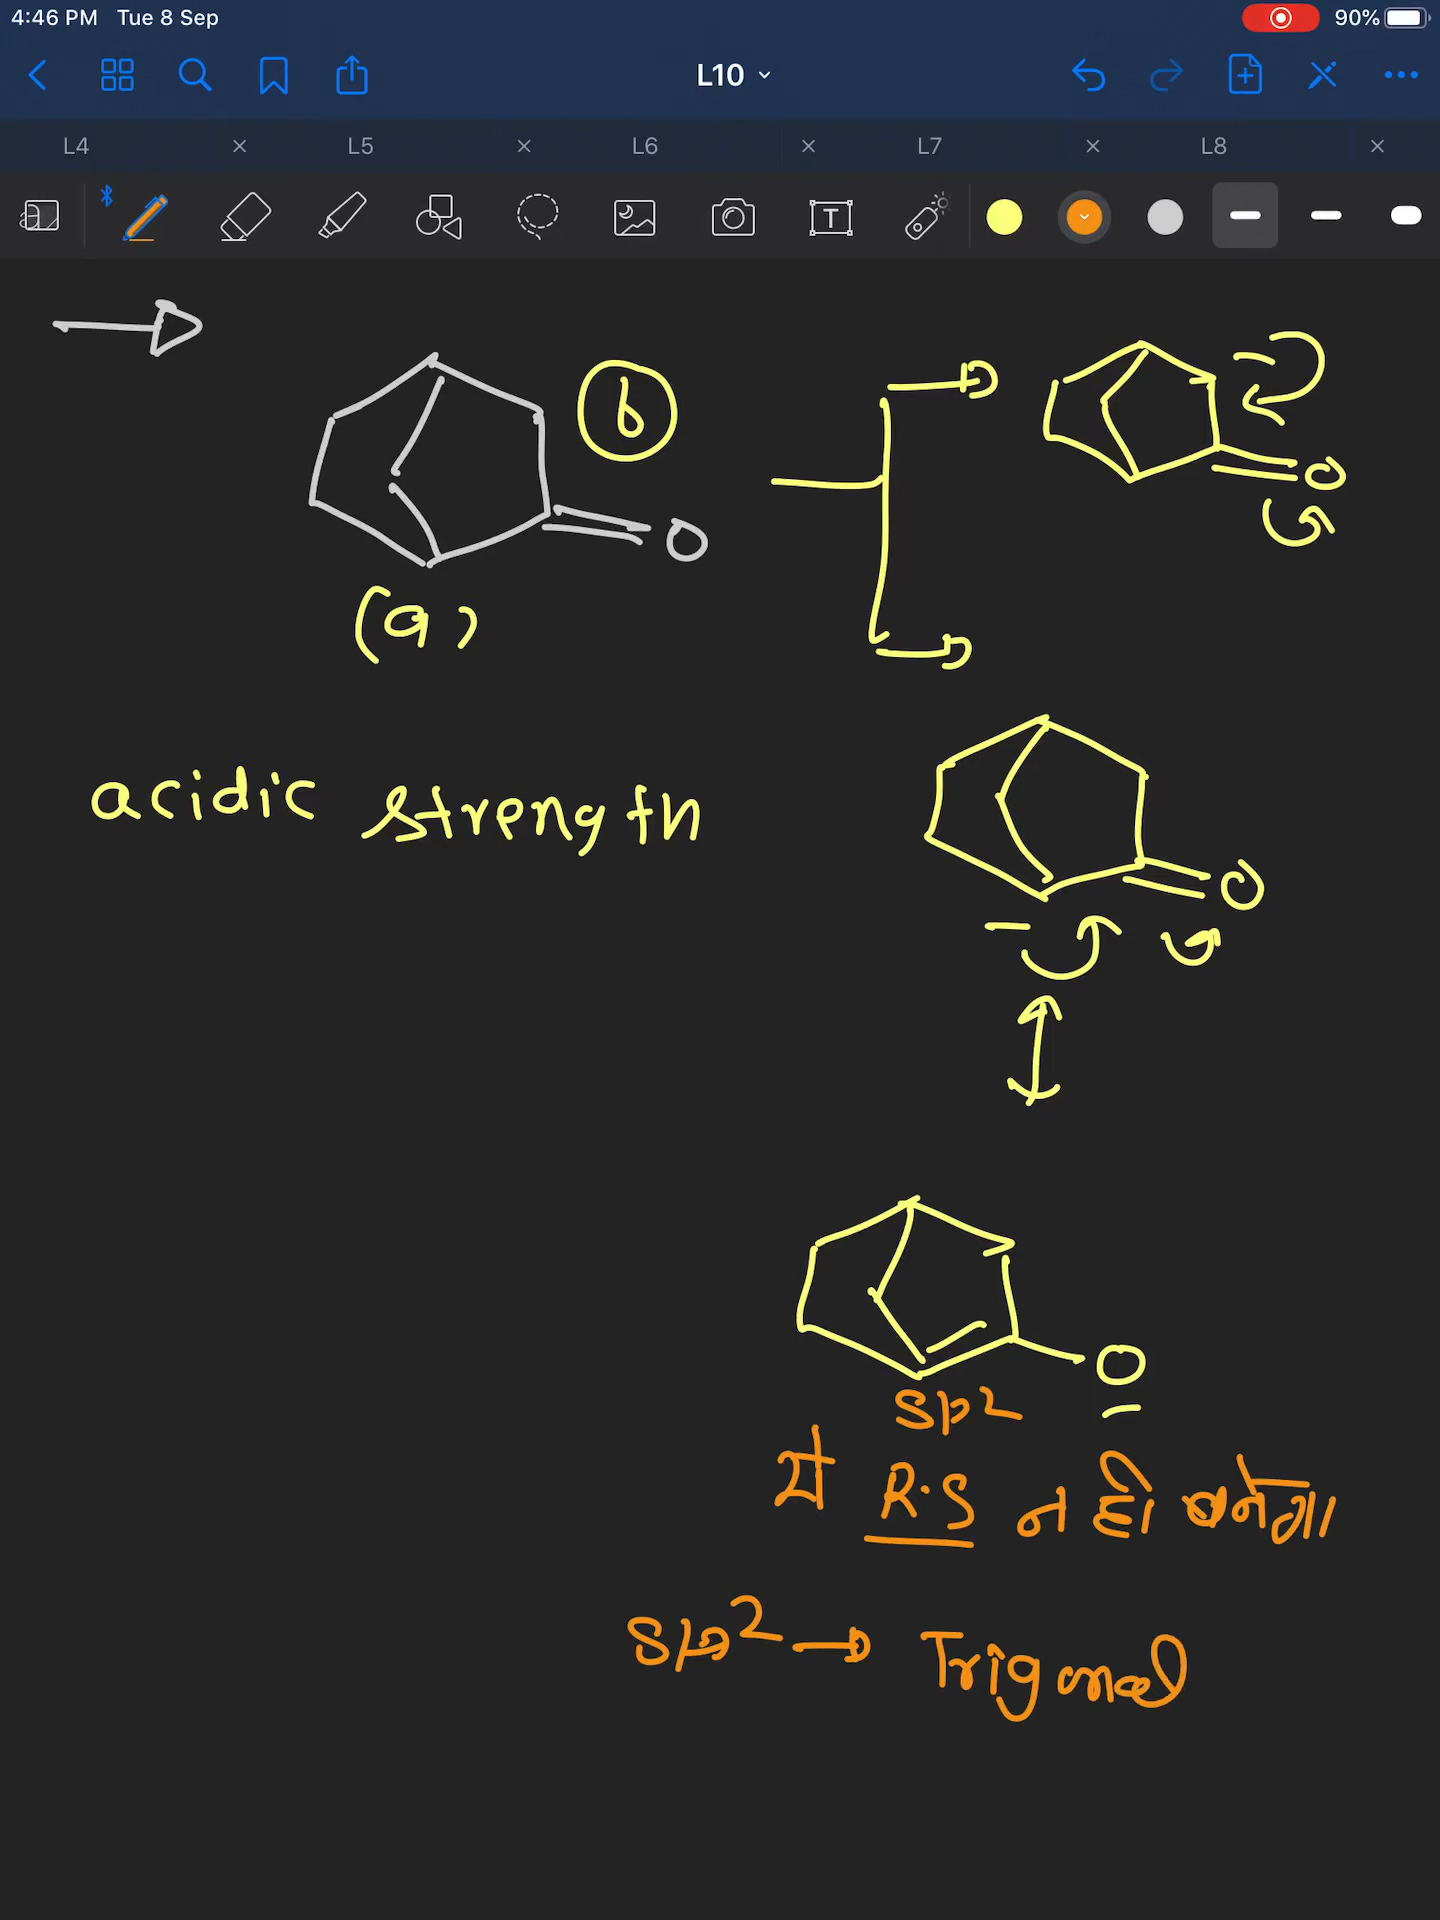 4:46 PM Tue 8 Sep
90%
L10
L4 × L5 × L6 × L7 × L8 ×
a
T
b
O
O
(a)
acidic strength
O
O
sp2
ये R.S नही बनेगा
sp2 → Trigonal